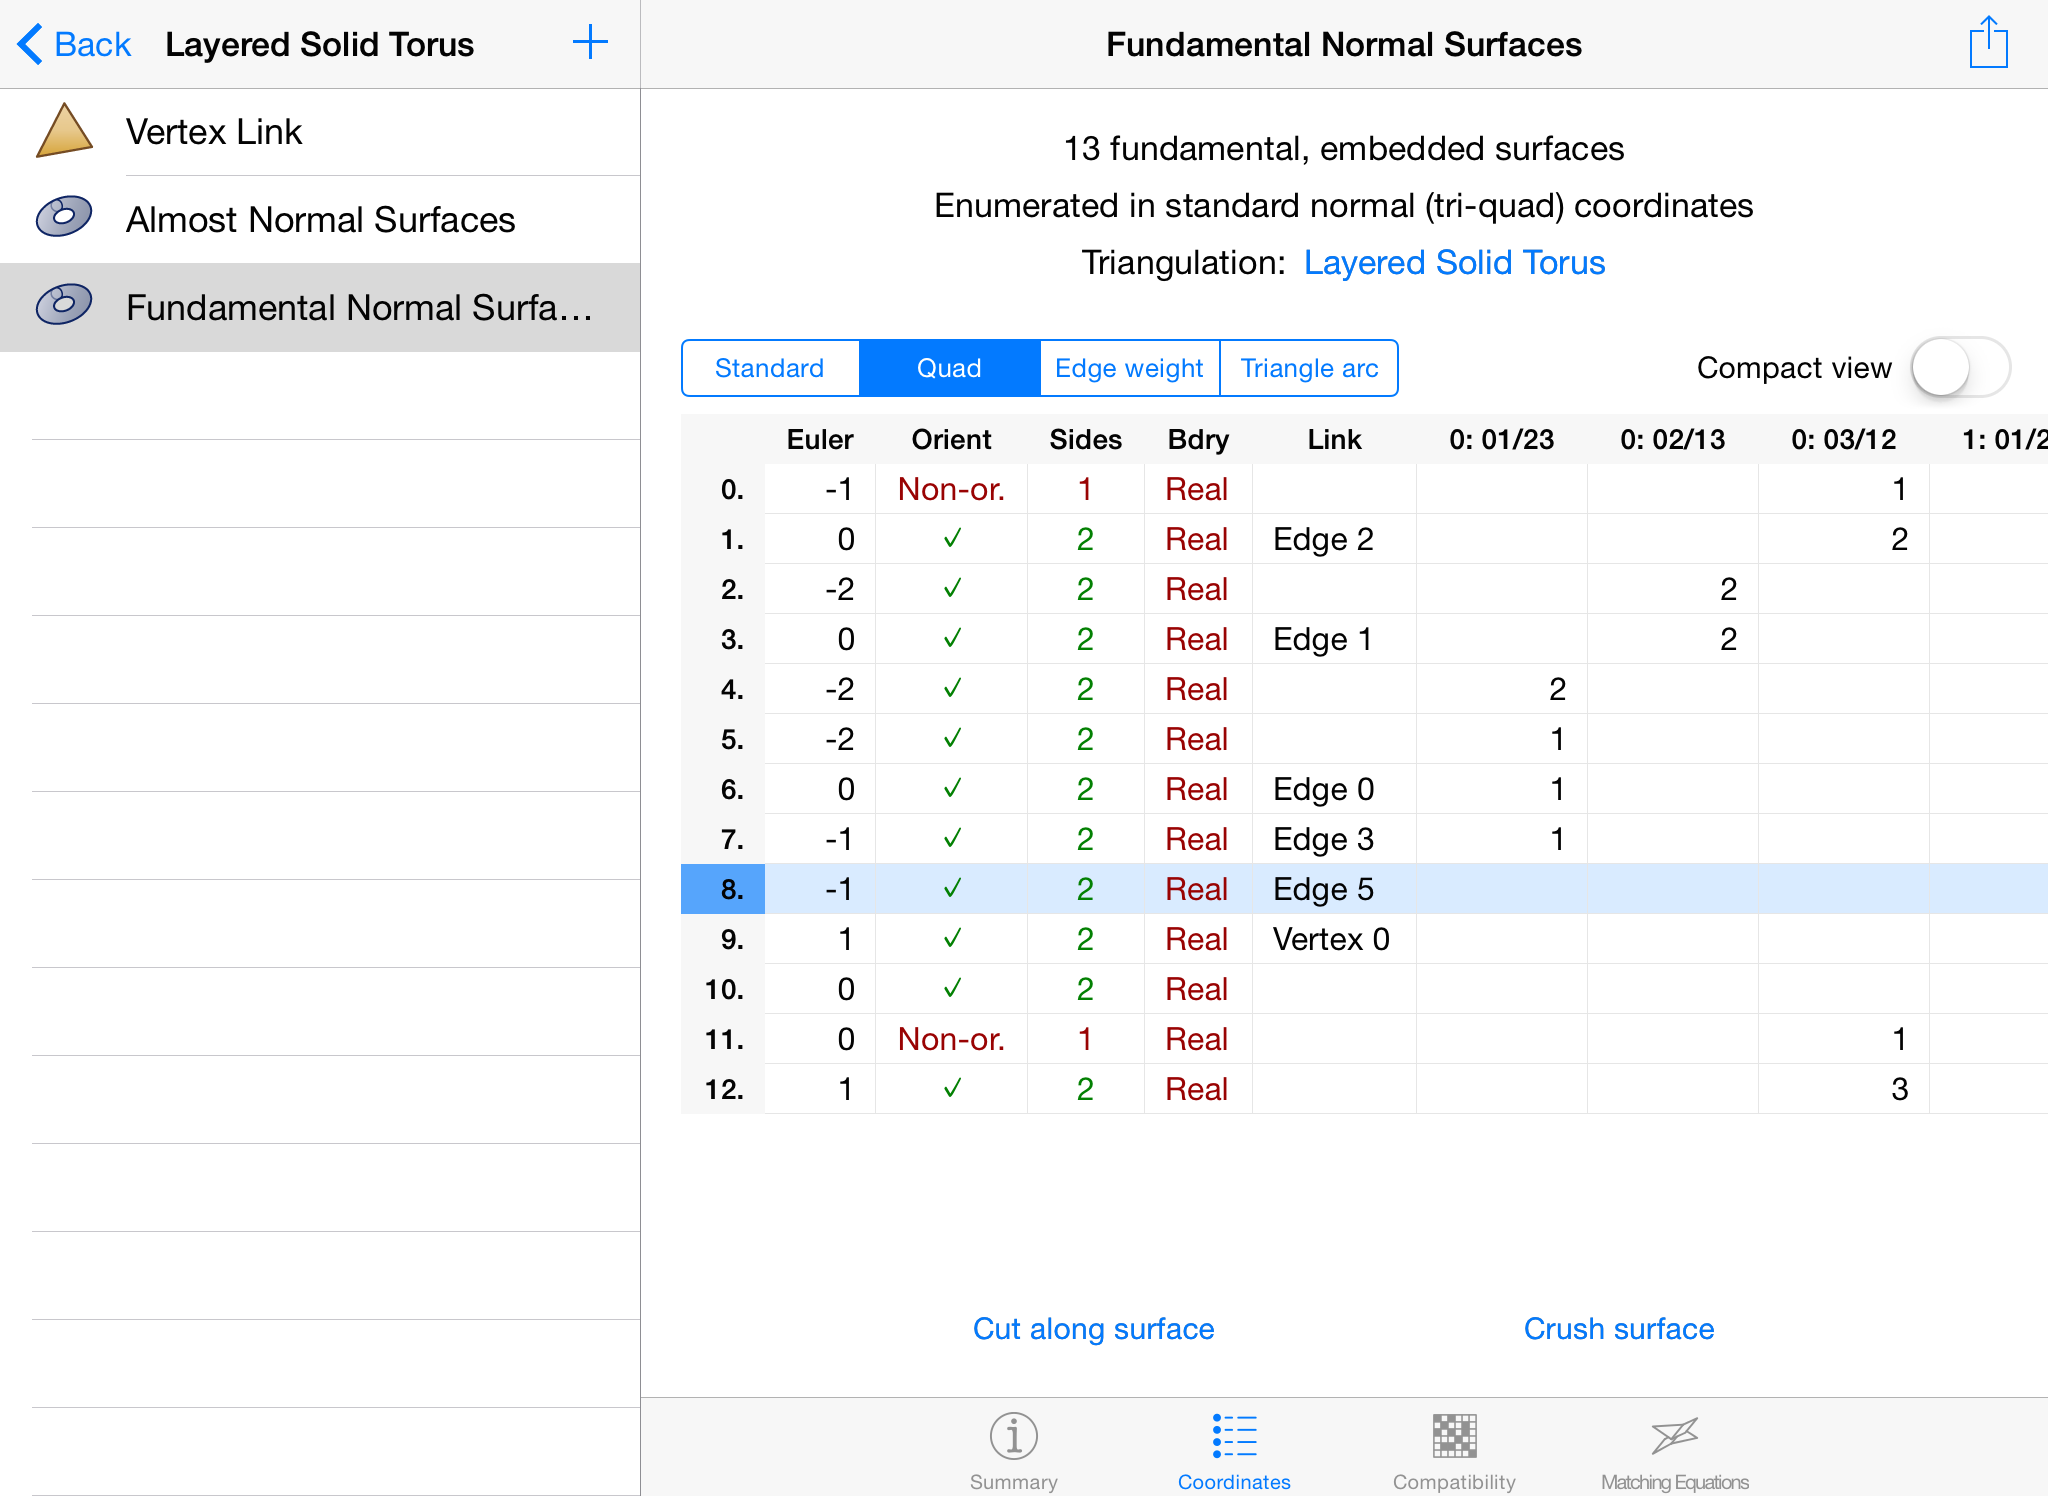 Back
Layered Solid Torus
Vertex Link
Almost Normal Surfaces
Fundamental Normal Surfa...
Fundamental Normal Surfaces
13 fundamental, embedded surfaces
Enumerated in standard normal (tri-quad) coordinates
Triangulation: Layered Solid Torus
Standard Quad Edge weight Triangle arc Compact view
Euler Orient Sides Bdry Link 0: 01/23 0: 02/13 0: 03/12 1: 01/2
0. -1 Non-or. 1 Real 1
1. 0 ✓ 2 Real Edge 2 2
2. -2 ✓ 2 Real 2
3. 0 ✓ 2 Real Edge 1 2
4. -2 ✓ 2 Real 2
5. -2 ✓ 2 Real 1
6. 0 ✓ 2 Real Edge 0 1
7. -1 ✓ 2 Real Edge 3 1
8. -1 ✓ 2 Real Edge 5
9. 1 ✓ 2 Real Vertex 0
10. 0 ✓ 2 Real
11. 0 Non-or. 1 Real 1
12. 1 ✓ 2 Real 3
Cut along surface Crush surface
Summary Coordinates Compatibility Matching Equations